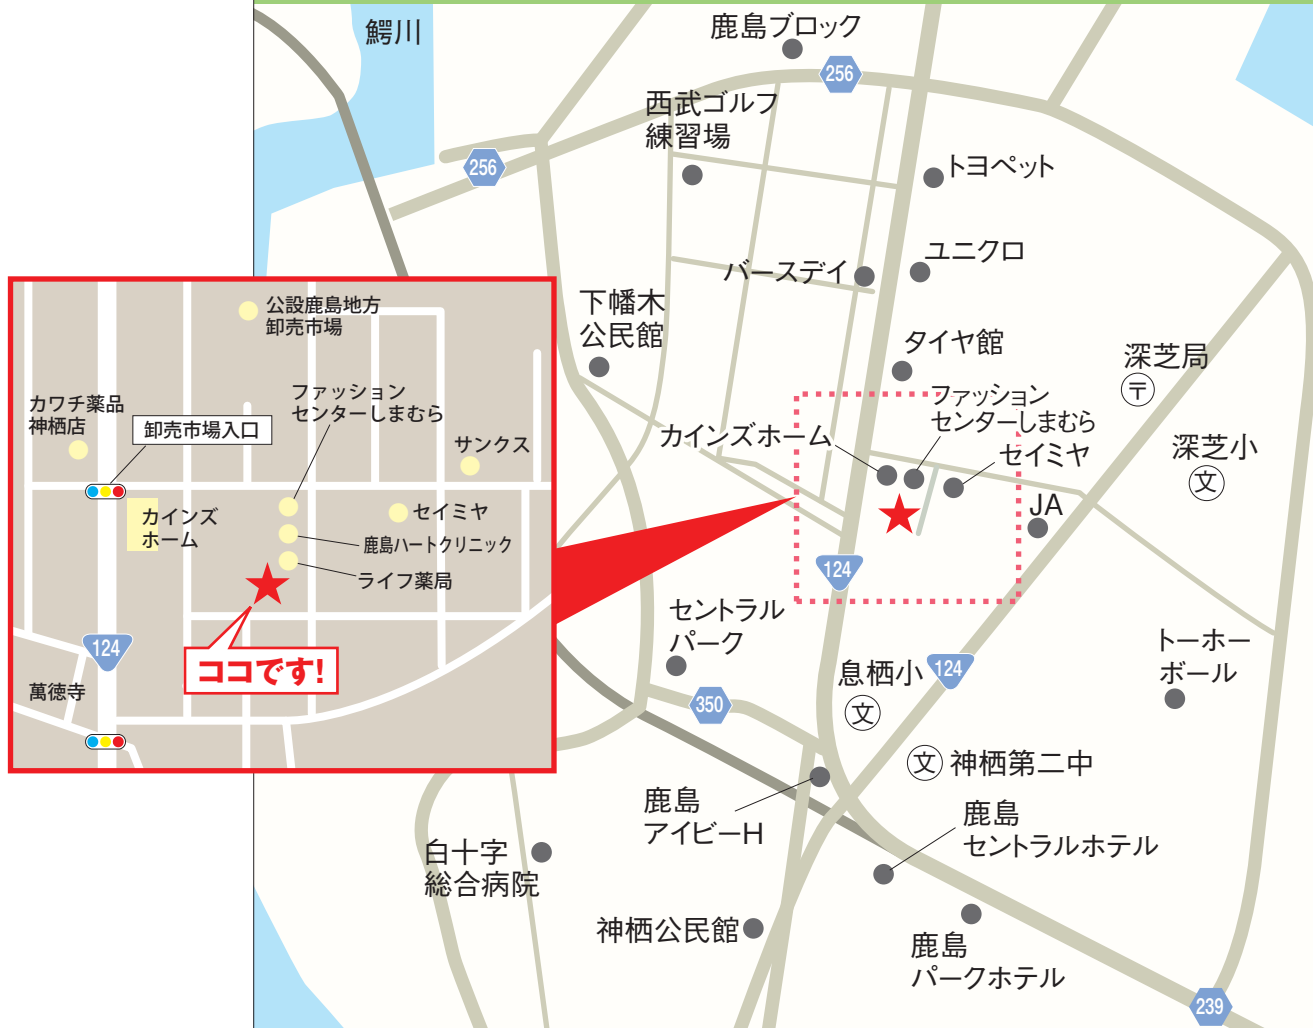 鰐川
鹿島ブロック
256
西武ゴルフ
練習場
256
トヨペット
ユニクロ
バースデイ
下幡木
公民館
タイヤ館
深芝局
〒
ファッション
センターしまむら
カインズホーム
セイミヤ
深芝小
文
JA
124
セントラル
パーク
息栖小
文
124
トーホー
ボール
350
文 神栖第二中
鹿島
アイビーH
鹿島
セントラルホテル
白十字
総合病院
神栖公民館
鹿島
パークホテル
239
公設鹿島地方
卸売市場
ファッション
センターしまむら
カワチ薬品
神栖店
卸売市場入口
サンクス
カインズ
ホーム
セイミヤ
鹿島ハートクリニック
ライフ薬局
124
ココです!
萬徳寺